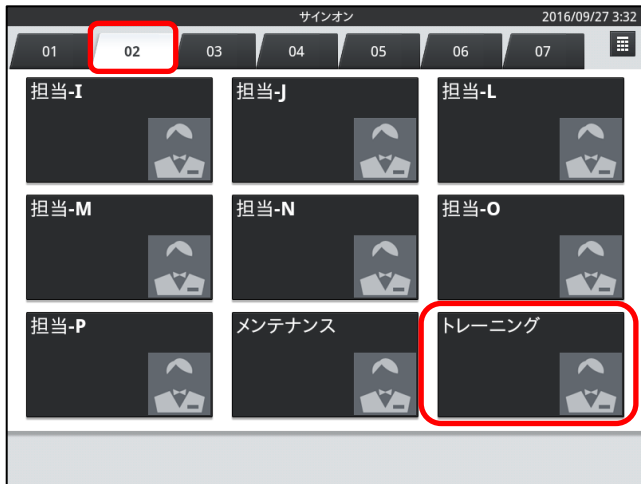 サインオン 2016/09/27 3:32
01 02 03 04 05 06 07
担当-I 担当-J 担当-L
担当-M 担当-N 担当-O
担当-P メンテナンス トレーニング